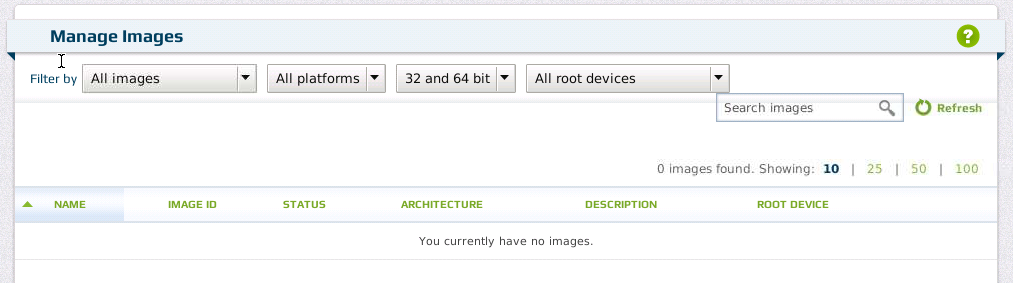 Manage Images
?
Filter by All images All platforms 32 and 64 bit All root devices
Search images Refresh
0 images found. Showing: 10 | 25 | 50 | 100
NAME IMAGE ID STATUS ARCHITECTURE DESCRIPTION ROOT DEVICE
You currently have no images.